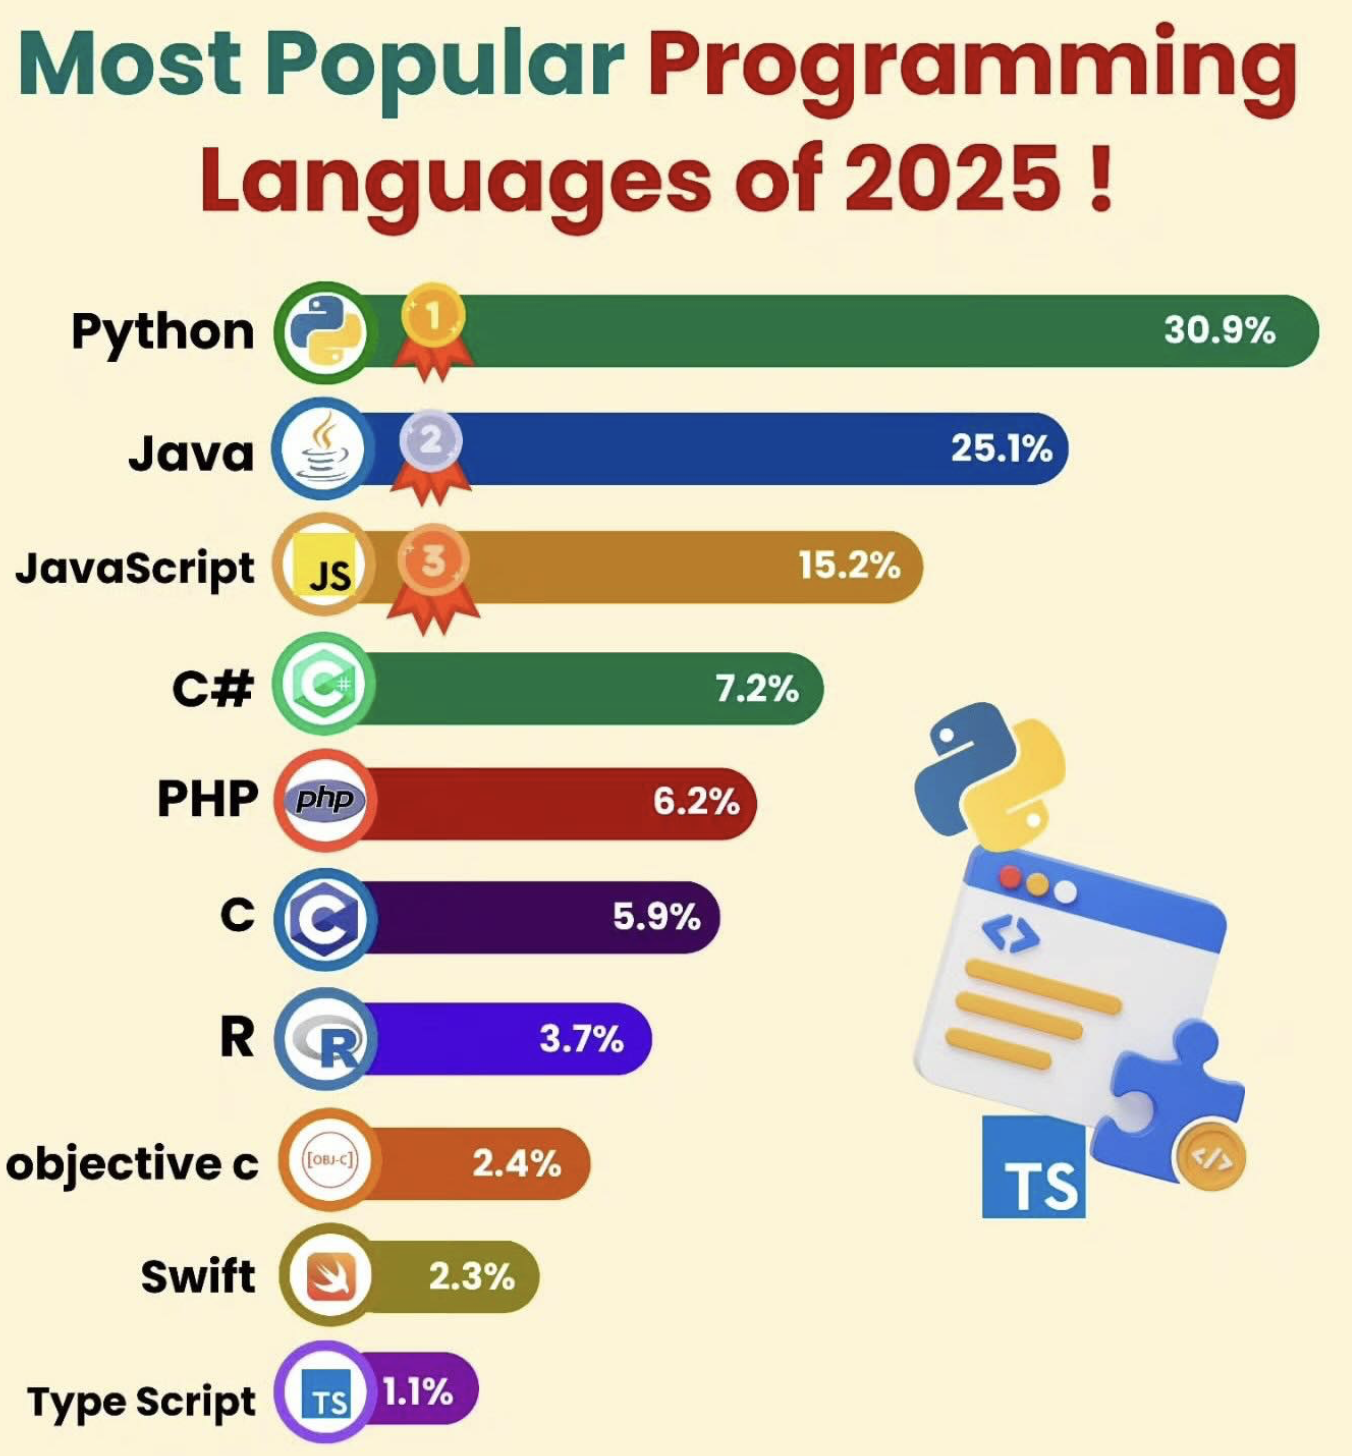 Most Popular Programming
Languages of 2025 !
Python 1 30.9%
Java 2 25.1%
JavaScript JS 3 15.2%
C# C# 7.2%
PHP php 6.2%
C C 5.9%
R R 3.7%
objective c [OBJ-C] 2.4%
Swift 2.3%
Type Script TS 1.1%
<>
TS
</>